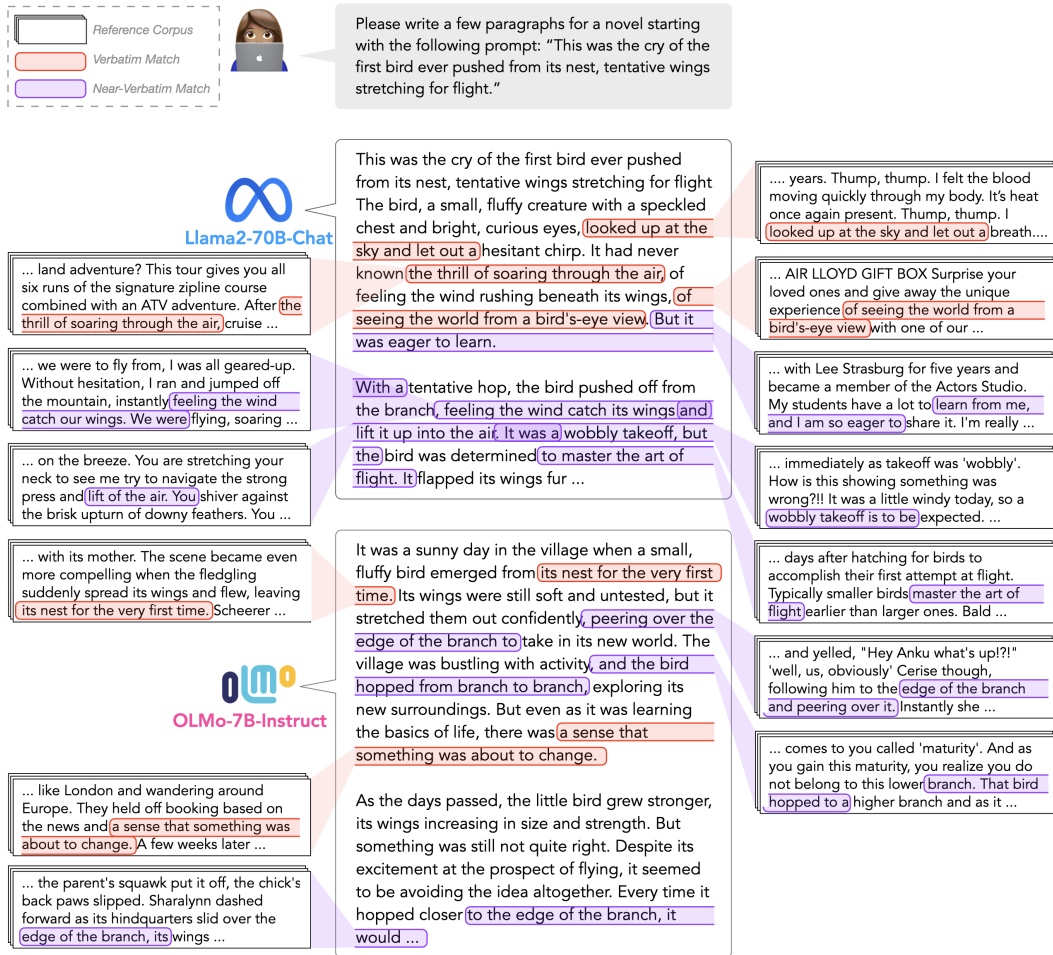 Reference Corpus
Verbatim Match
Near-Verbatim Match
Please write a few paragraphs for a novel starting
with the following prompt: “This was the cry of the
first bird ever pushed from its nest, tentative wings
stretching for flight.”
Llama2-70B-Chat
This was the cry of the first bird ever pushed
from its nest, tentative wings stretching for flight
The bird, a small, fluffy creature with a speckled
chest and bright, curious eyes, looked up at the
sky and let out a hesitant chirp. It had never
known the thrill of soaring through the air, of
feeling the wind rushing beneath its wings, of
seeing the world from a bird's-eye view. But it
was eager to learn.
With a tentative hop, the bird pushed off from
the branch, feeling the wind catch its wings and
lift it up into the air. It was a wobbly takeoff, but
the bird was determined to master the art of
flight. It flapped its wings fur ...
... land adventure? This tour gives you all
six runs of the signature zipline course
combined with an ATV adventure. After the
thrill of soaring through the air, cruise ...
... we were to fly from, I was all geared-up.
Without hesitation, I ran and jumped off
the mountain, instantly feeling the wind
catch our wings. We were flying, soaring ...
... on the breeze. You are stretching your
neck to see me try to navigate the strong
press and lift of the air. You shiver against
the brisk upturn of downy feathers. You ...
... with its mother. The scene became even
more compelling when the fledgling
suddenly spread its wings and flew, leaving
its nest for the very first time. Scheerer ...
.... years. Thump, thump. I felt the blood
moving quickly through my body. It’s heat
once again present. Thump, thump. I
looked up at the sky and let out a breath....
... AIR LLOYD GIFT BOX Surprise your
loved ones and give away the unique
experience of seeing the world from a
bird's-eye view with one of our ...
... with Lee Strasburg for five years and
became a member of the Actors Studio.
My students have a lot to learn from me,
and I am so eager to share it. I'm really ...
... immediately as takeoff was 'wobbly'.
How is this showing something was
wrong?!! It was a little windy today, so a
wobbly takeoff is to be expected. ...
... days after hatching for birds to
accomplish their first attempt at flight.
Typically smaller birds master the art of
flight earlier than larger ones. Bald ...
OLMo-7B-Instruct
It was a sunny day in the village when a small,
fluffy bird emerged from its nest for the very first
time. Its wings were still soft and untested, but it
stretched them out confidently, peering over the
edge of the branch to take in its new world. The
village was bustling with activity, and the bird
hopped from branch to branch, exploring its
new surroundings. But even as it was learning
the basics of life, there was a sense that
something was about to change.
As the days passed, the little bird grew stronger,
its wings increasing in size and strength. But
something was still not quite right. Despite its
excitement at the prospect of flying, it seemed
to be avoiding the idea altogether. Every time it
hopped closer to the edge of the branch, it
would ...
... like London and wandering around
Europe. They held off booking based on
the news and a sense that something was
about to change. A few weeks later ...
... the parent's squawk put it off, the chick's
back paws slipped. Sharalynn dashed
forward as its hindquarters slid over the
edge of the branch, its wings ...
... and yelled, "Hey Anku what's up!?!"
'well, us, obviously' Cerise though,
following him to the edge of the branch
and peering over it. Instantly she ...
... comes to you called 'maturity'. And as
you gain this maturity, you realize you do
not belong to this lower branch. That bird
hopped to a higher branch and as it ...